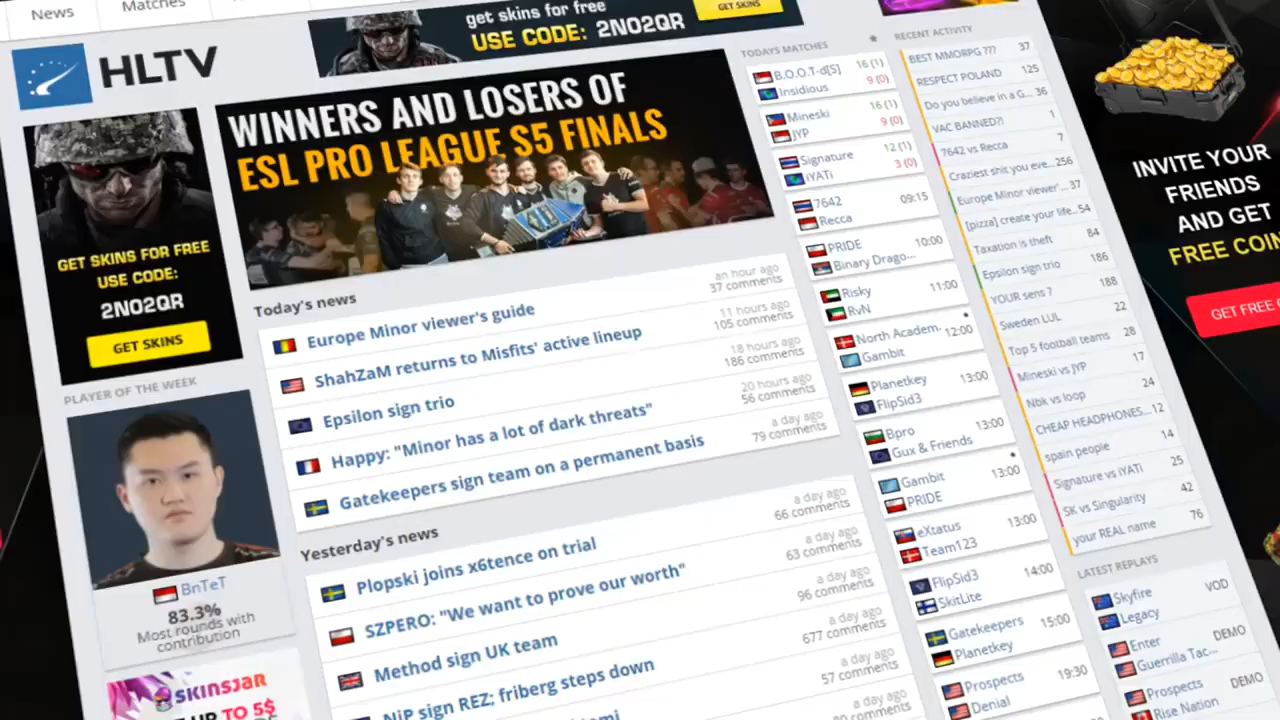 News
Matches
get skins for free
USE CODE: 2NO2QR
GET SKINS
HLTV
GET SKINS FOR FREE
USE CODE:
2NO2QR
GET SKINS
PLAYER OF THE WEEK
BnTeT
83.3%
Most rounds with
contribution
SKINSJAR
UP TO 5$
WINNERS AND LOSERS OF
ESL PRO LEAGUE S5 FINALS
Today's news
Europe Minor viewer's guide
an hour ago
37 comments
ShahZaM returns to Misfits' active lineup
11 hours ago
105 comments
Epsilon sign trio
18 hours ago
186 comments
Happy: "Minor has a lot of dark threats"
20 hours ago
56 comments
Gatekeepers sign team on a permanent basis
a day ago
79 comments
Yesterday's news
Plopski joins x6tence on trial
a day ago
66 comments
SZPERO: "We want to prove our worth"
a day ago
63 comments
Method sign UK team
a day ago
96 comments
NiP sign REZ; friberg steps down
a day ago
677 comments
a day ago
57 comments
a day ago
TODAYS MATCHES
B.O.O.T-d[S] 16 (1)
Insidious 9 (0)
Mineski 16 (1)
JYP 9 (0)
Signature 12 (1)
iYATi 3 (0)
7642
Recca
09:15
PRIDE
Binary Drago...
10:00
Risky
RvN
11:00
North Academ.
Gambit
12:00
Planetkey
FlipSid3
13:00
Bpro
Gux & Friends
13:00
Gambit
PRIDE
13:00
eXtatus
Team123
13:00
FlipSid3
SkitLite
14:00
Gatekeepers
Planetkey
15:00
Prospects
Denial
19:30
RECENT ACTIVITY
BEST MMORPG ??? 37
RESPECT POLAND 125
Do you believe in a G... 36
VAC BANNED?! 1
7642 vs Recca 7
Craziest shit you eve... 256
Europe Minor viewer'... 37
[pizza] create your life... 54
Taxation is theft 84
Epsilon sign trio 186
YOUR sens ? 188
Sweden LUL 22
Top 5 football teams 28
Mineski vs JYP 17
Nbk vs loop 24
CHEAP HEADPHONES... 12
spain people 14
Signature vs iYATi 25
SK vs Singularity 42
your REAL name 76
LATEST REPLAYS
Skyfire
Legacy
VOD
Enter
Guerrilla Tac...
DEMO
Prospects
Rise Nation
DEMO
INVITE YOUR
FRIENDS
AND GET
FREE COIN
GET FREE